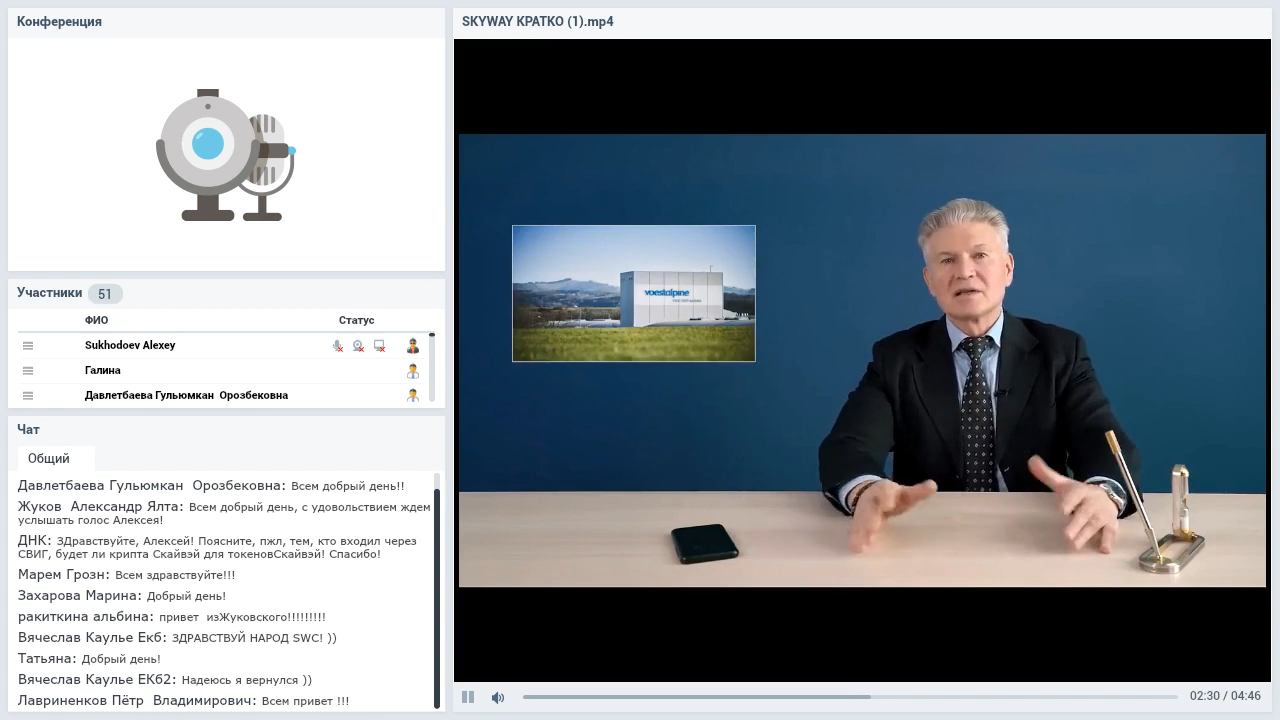 Конференция
SKYWAY КРАТКО (1).mp4
voestalpine
Участники 51
ФИО Статус
Sukhodoev Alexey
Галина
Давлетбаева Гульюмкан Орозбековна
Чат
Общий
Давлетбаева Гульюмкан Орозбековна: Всем добрый день!!
Жуков Александр Ялта: Всем добрый день, с удовольствием ждем
услышать голос Алексея!
ДНК: ЗДравствуйте, Алексей! Поясните, пжл, тем, кто входил через
СВИГ, будет ли крипта Скайвэй для токеновСкайвэй! Спасибо!
Марем Грозн: Всем здравствуйте!!!
Захарова Марина: Добрый день!
ракиткина альбина: привет изЖуковского!!!!!!!!!
Вячеслав Каулье Екб: ЗДРАВСТВУЙ НАРОД SWC! ))
Татьяна: Добрый день!
Вячеслав Каулье ЕКб2: Надеюсь я вернулся ))
Лавриненков Пётр Владимирович: Всем привет !!!
02:30 / 04:46